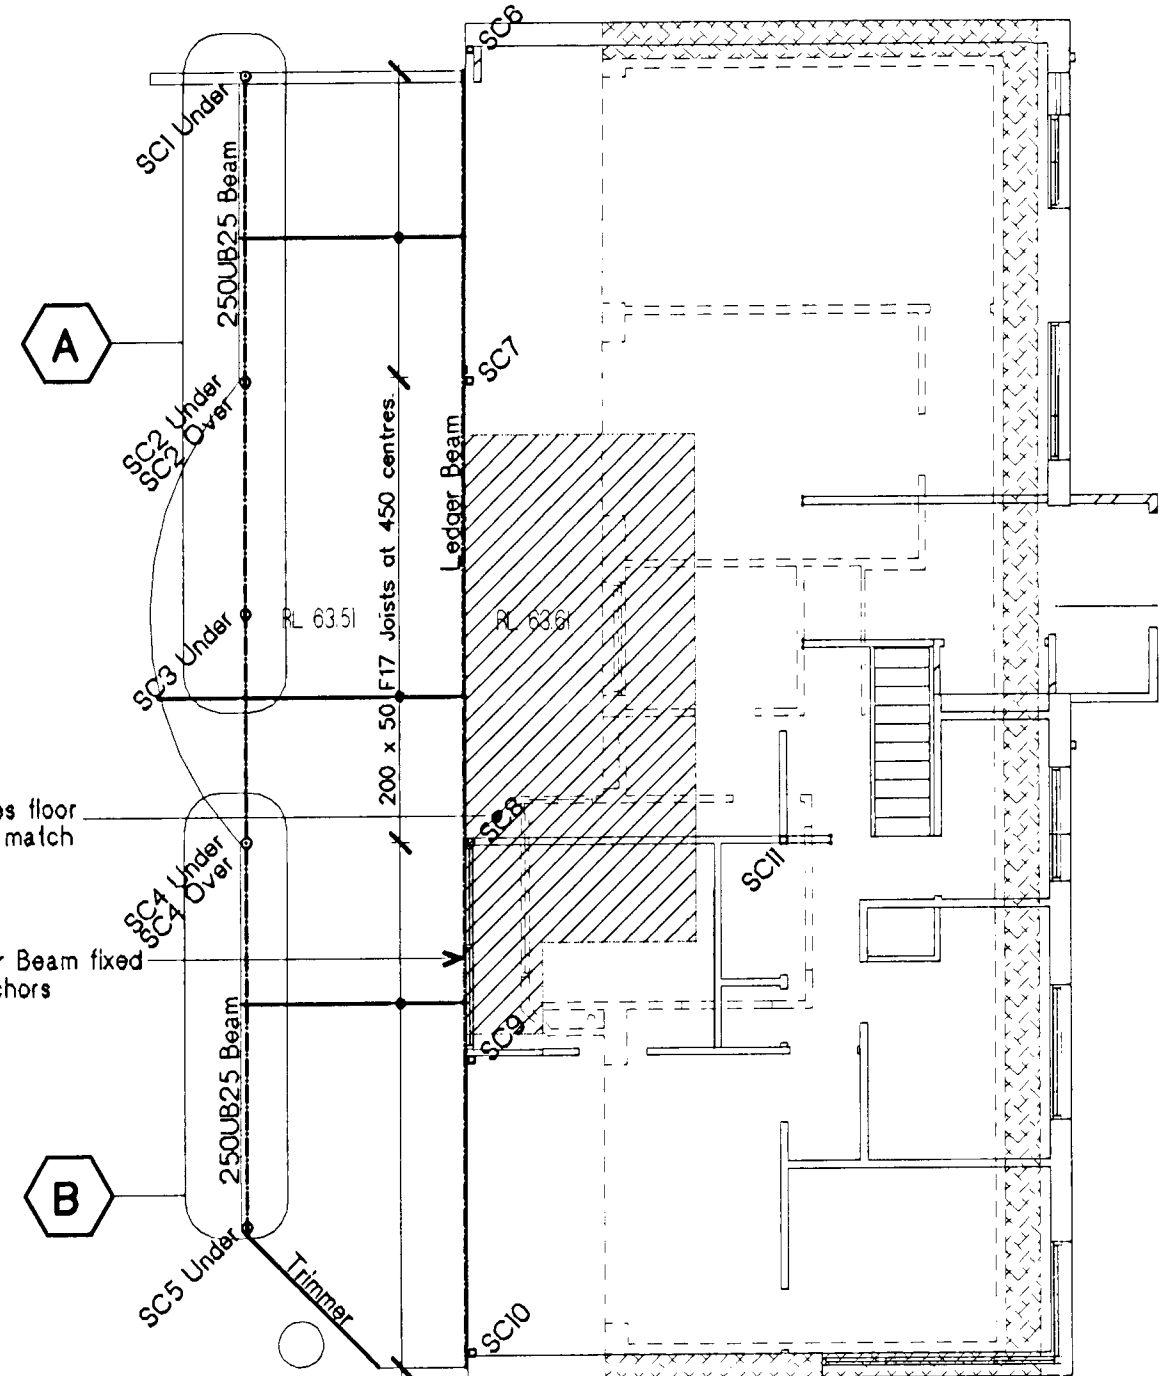 SC6
SC1 Under
250UB25 Beam
A
SC7
SC2 Under
SC2 Over
Ledger Beam
200 x 50 F17 Joists at 450 centres.
RL 63.51
RL 63.61
SC3 Under
es floor
match
SC8
SC11
SC4 Under
SC4 Over
r Beam fixed
chors
SC9
250UB25 Beam
B
SC5 Under
Trimmer
SC10